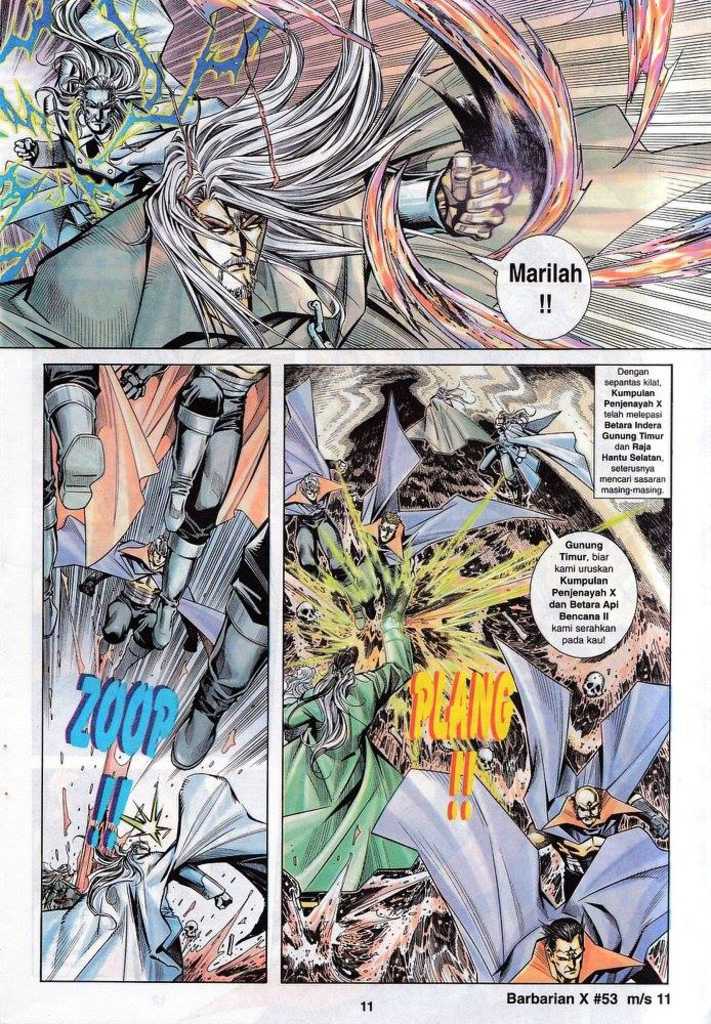 Marilah
!!
Dengan
sepantas kilat,
Kumpulan
Penjenayah X
telah melepasi
Betara Indera
Gunung Timur
dan Raja
Hantu Selatan,
seterusnya
mencari sasaran
masing-masing.
Gunung
Timur, biar
kami uruskan
Kumpulan
Penjenayah X
dan Betara Api
Bencana II
kami serahkan
pada kau!
ZOOP
!!
PLANG
!!
Barbarian X #53 m/s 11
11